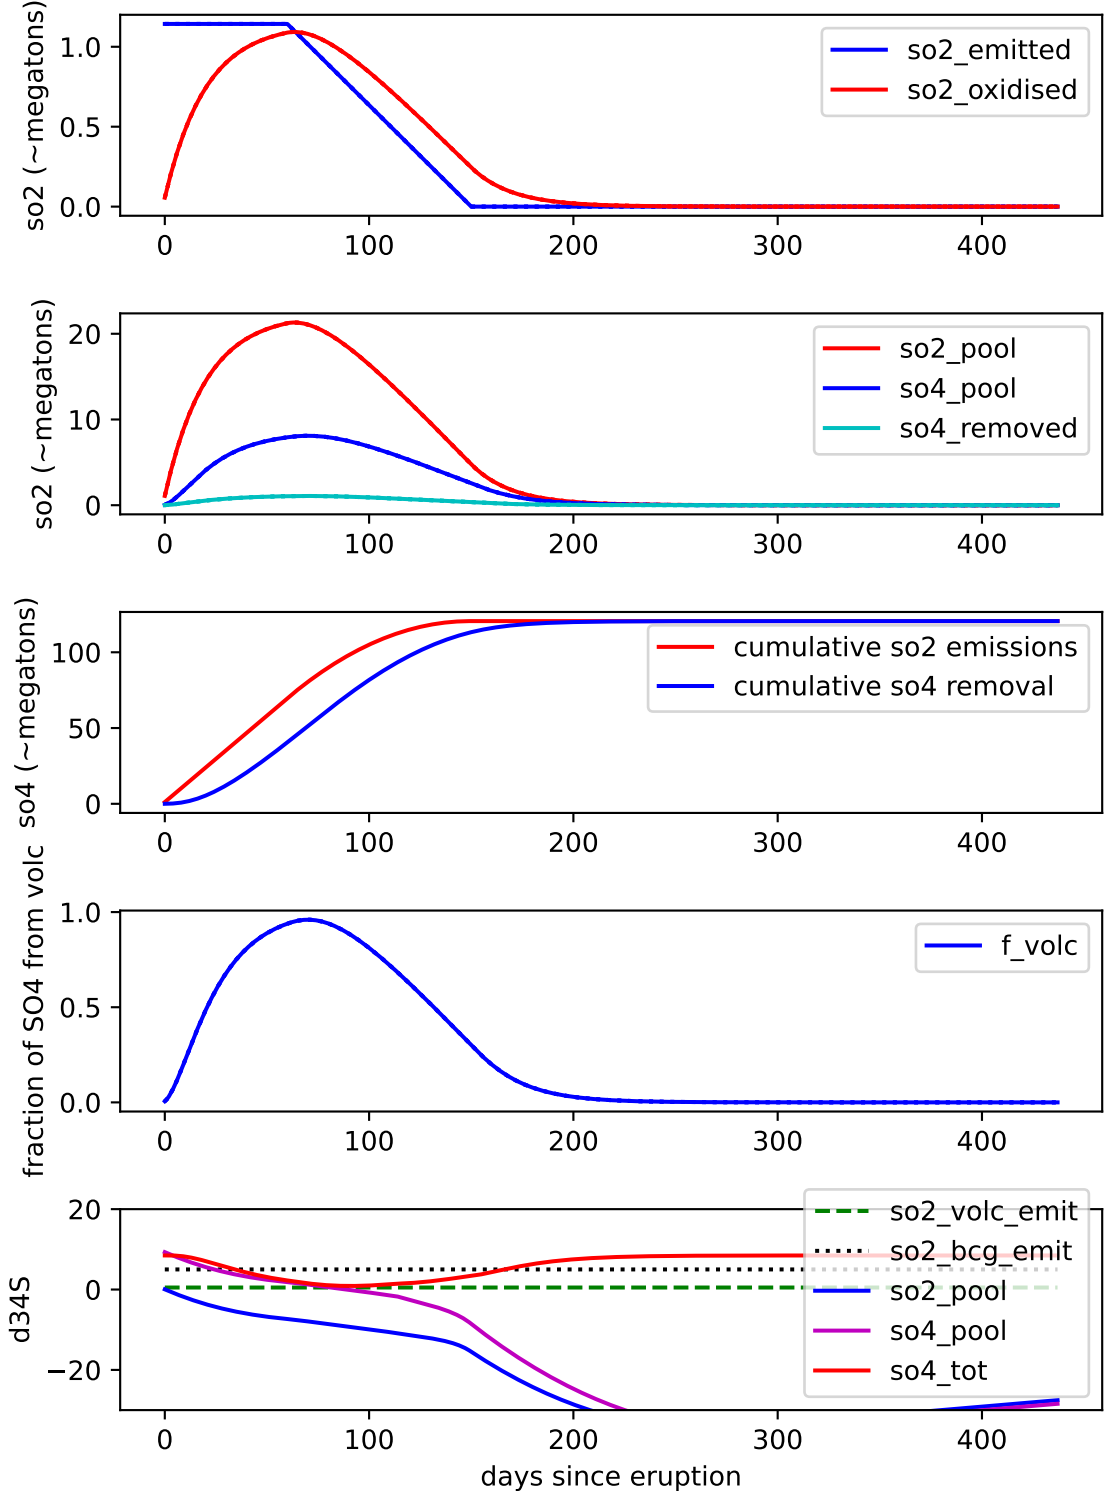 so2 (~megatons)
1.0
0.5
0.0
so2_emitted
so2_oxidised
0 100 200 300 400
so2 (~megatons)
20
10
0
so2_pool
so4_pool
so4_removed
0 100 200 300 400
so4 (~megatons)
100
50
0
cumulative so2 emissions
cumulative so4 removal
0 100 200 300 400
fraction of SO4 from volc
1.0
0.5
0.0
f_volc
0 100 200 300 400
d34S
20
0
−20
so2_volc_emit
so2_bcg_emit
so2_pool
so4_pool
so4_tot
0 100 200 300 400
days since eruption